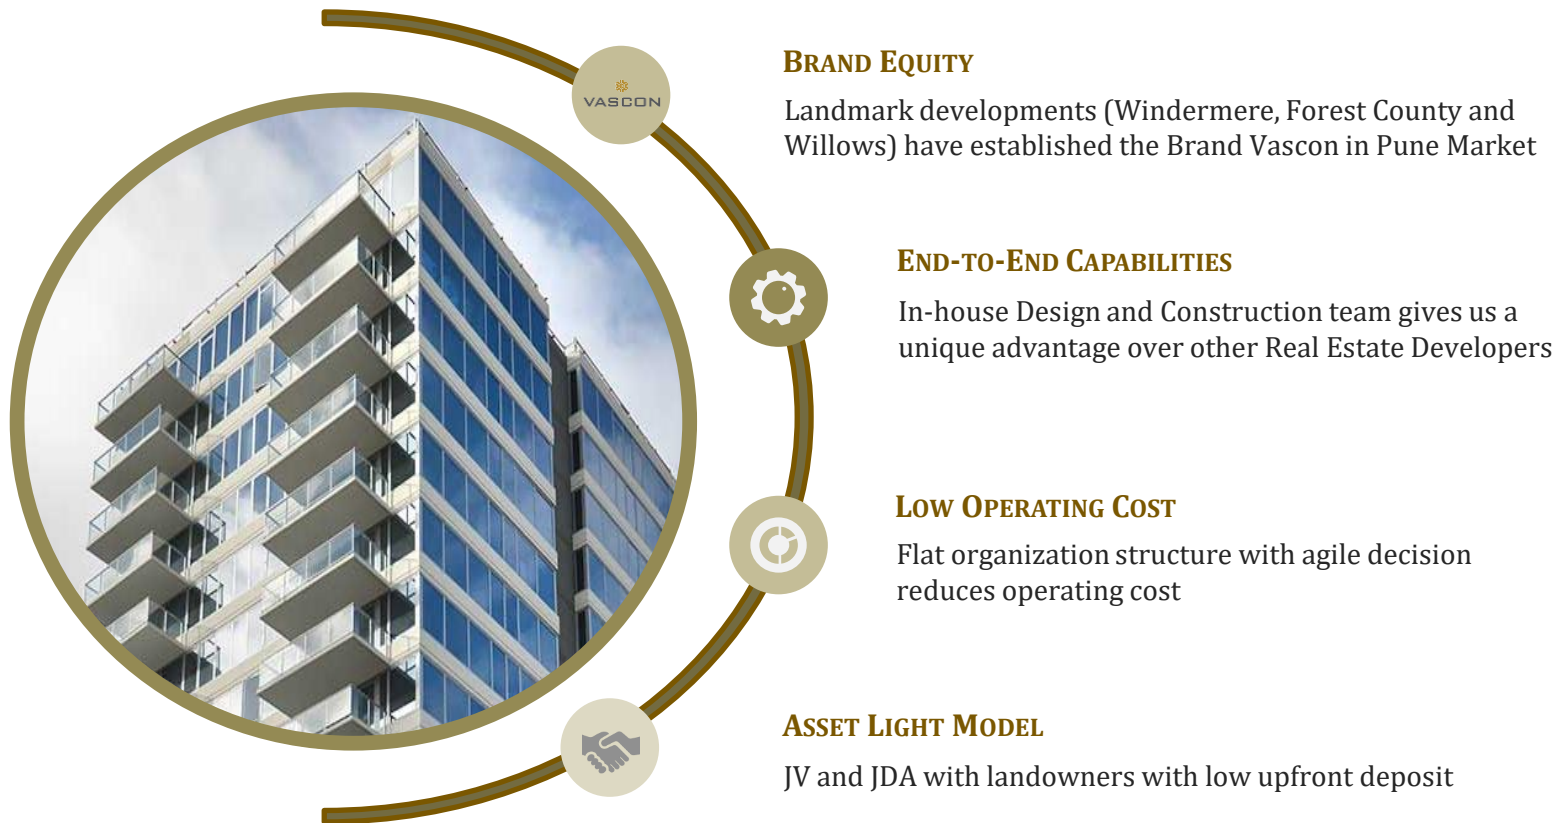 VASCON
BRAND EQUITY
Landmark developments (Windermere, Forest County and
Willows) have established the Brand Vascon in Pune Market
END-TO-END CAPABILITIES
In-house Design and Construction team gives us a
unique advantage over other Real Estate Developers
LOW OPERATING COST
Flat organization structure with agile decision
reduces operating cost
ASSET LIGHT MODEL
JV and JDA with landowners with low upfront deposit